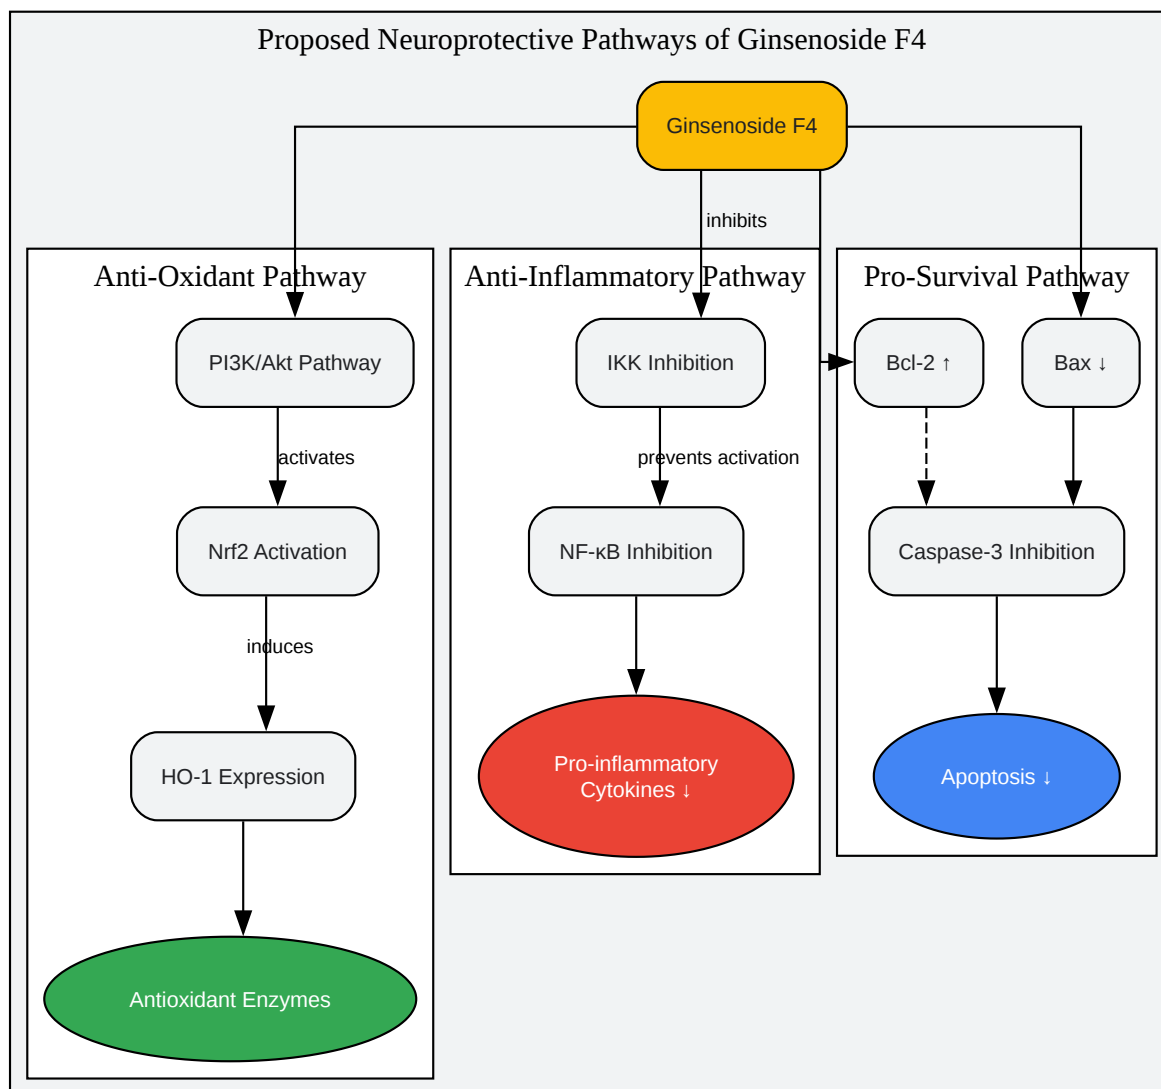 Proposed Neuroprotective Pathways of Ginsenoside F4
Ginsenoside F4
inhibits
Anti-Oxidant Pathway
Anti-Inflammatory Pathway
Pro-Survival Pathway
PI3K/Akt Pathway
IKK Inhibition
Bcl-2 ↑
Bax ↓
activates
prevents activation
Nrf2 Activation
NF-κB Inhibition
Caspase-3 Inhibition
induces
HO-1 Expression
Pro-inflammatory
Cytokines ↓
Apoptosis ↓
Antioxidant Enzymes